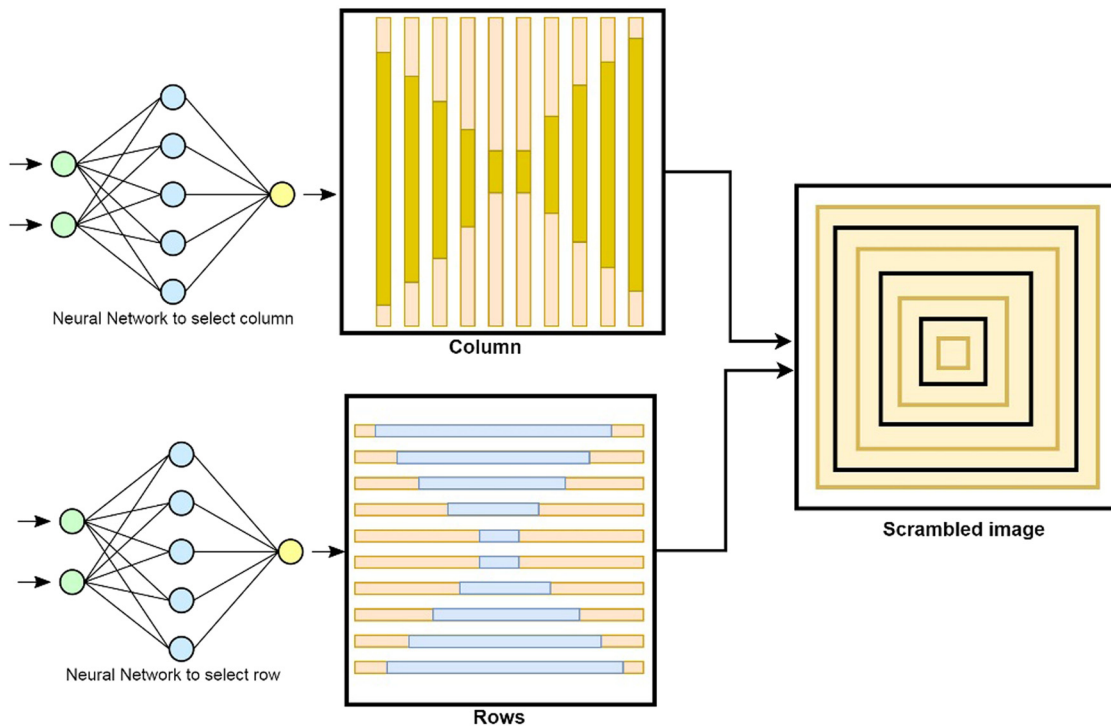 Neural Network to select column
Column
Scrambled image
Neural Network to select row
Rows